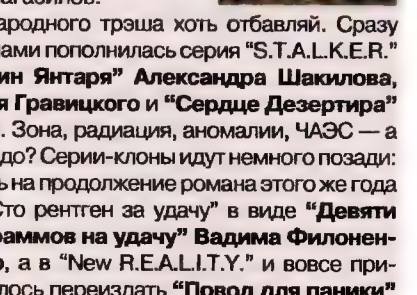 ародного трэша хоть отбавляй. Сразу
ами пополнилась серия “S.T.A.L.K.E.R.”
ин Янтаря” Александра Шакилова,
я Гравицкого и “Сердце Дезертира”
. Зона, радиация, аномалии, ЧАЭС — а
до? Серии-клоны идут немного позади:
ь на продолжение романа этого же года
то рентген за удачу” в виде “Девяти
раммов на удачу” Вадима Филонен-
, а в “New R.E.A.L.I.T.Y.” и вовсе при-
лось переиздать “Повод для паники”